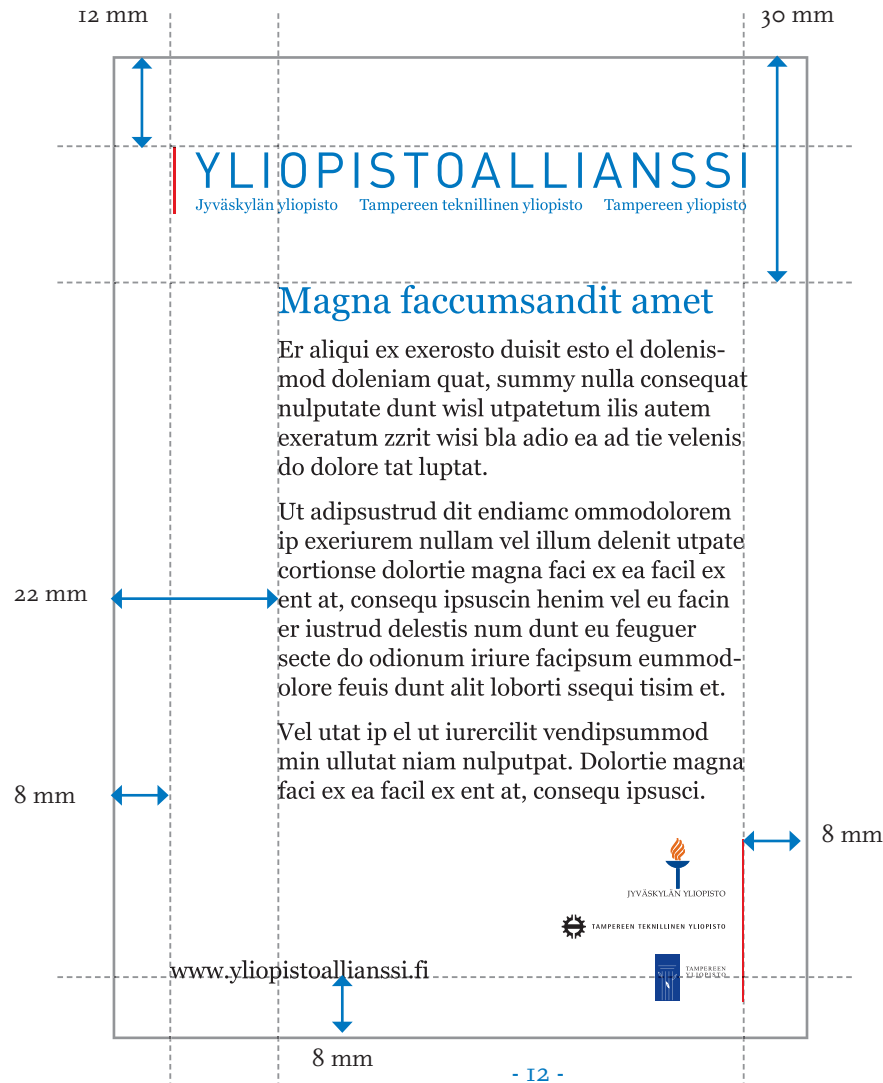 12 mm
30 mm
YLIOPISTOALLIANSSI
Jyväskylän yliopisto Tampereen teknillinen yliopisto Tampereen yliopisto
Magna faccumsandit amet
Er aliqui ex exerosto duisit esto el dolenis-
mod doleniam quat, summy nulla consequat
nulputate dunt wisl utpatetum ilis autem
exeratum zzrit wisi bla adio ea ad tie velenis
do dolore tat luptat.
Ut adipsustrud dit endiamc ommodolorem
ip exeriurem nullam vel illum delenit utpate
cortionse dolortie magna faci ex ea facil ex
22 mm
ent at, consequ ipsuscin henim vel eu facin
er iustrud delestis num dunt eu feuguer
secte do odionum iriure facipsum eummod-
olore feuis dunt alit loborti ssequi tisim et.
Vel utat ip el ut iurercilit vendipsummod
min ullutat niam nulputpat. Dolortie magna
faci ex ea facil ex ent at, consequ ipsusci.
8 mm
8 mm
JYVÄSKYLÄN YLIOPISTO
TAMPEREEN TEKNILLINEN YLIOPISTO
TAMPEREEN
YLIOPISTO
www.yliopistoallianssi.fi
8 mm
- 12 -